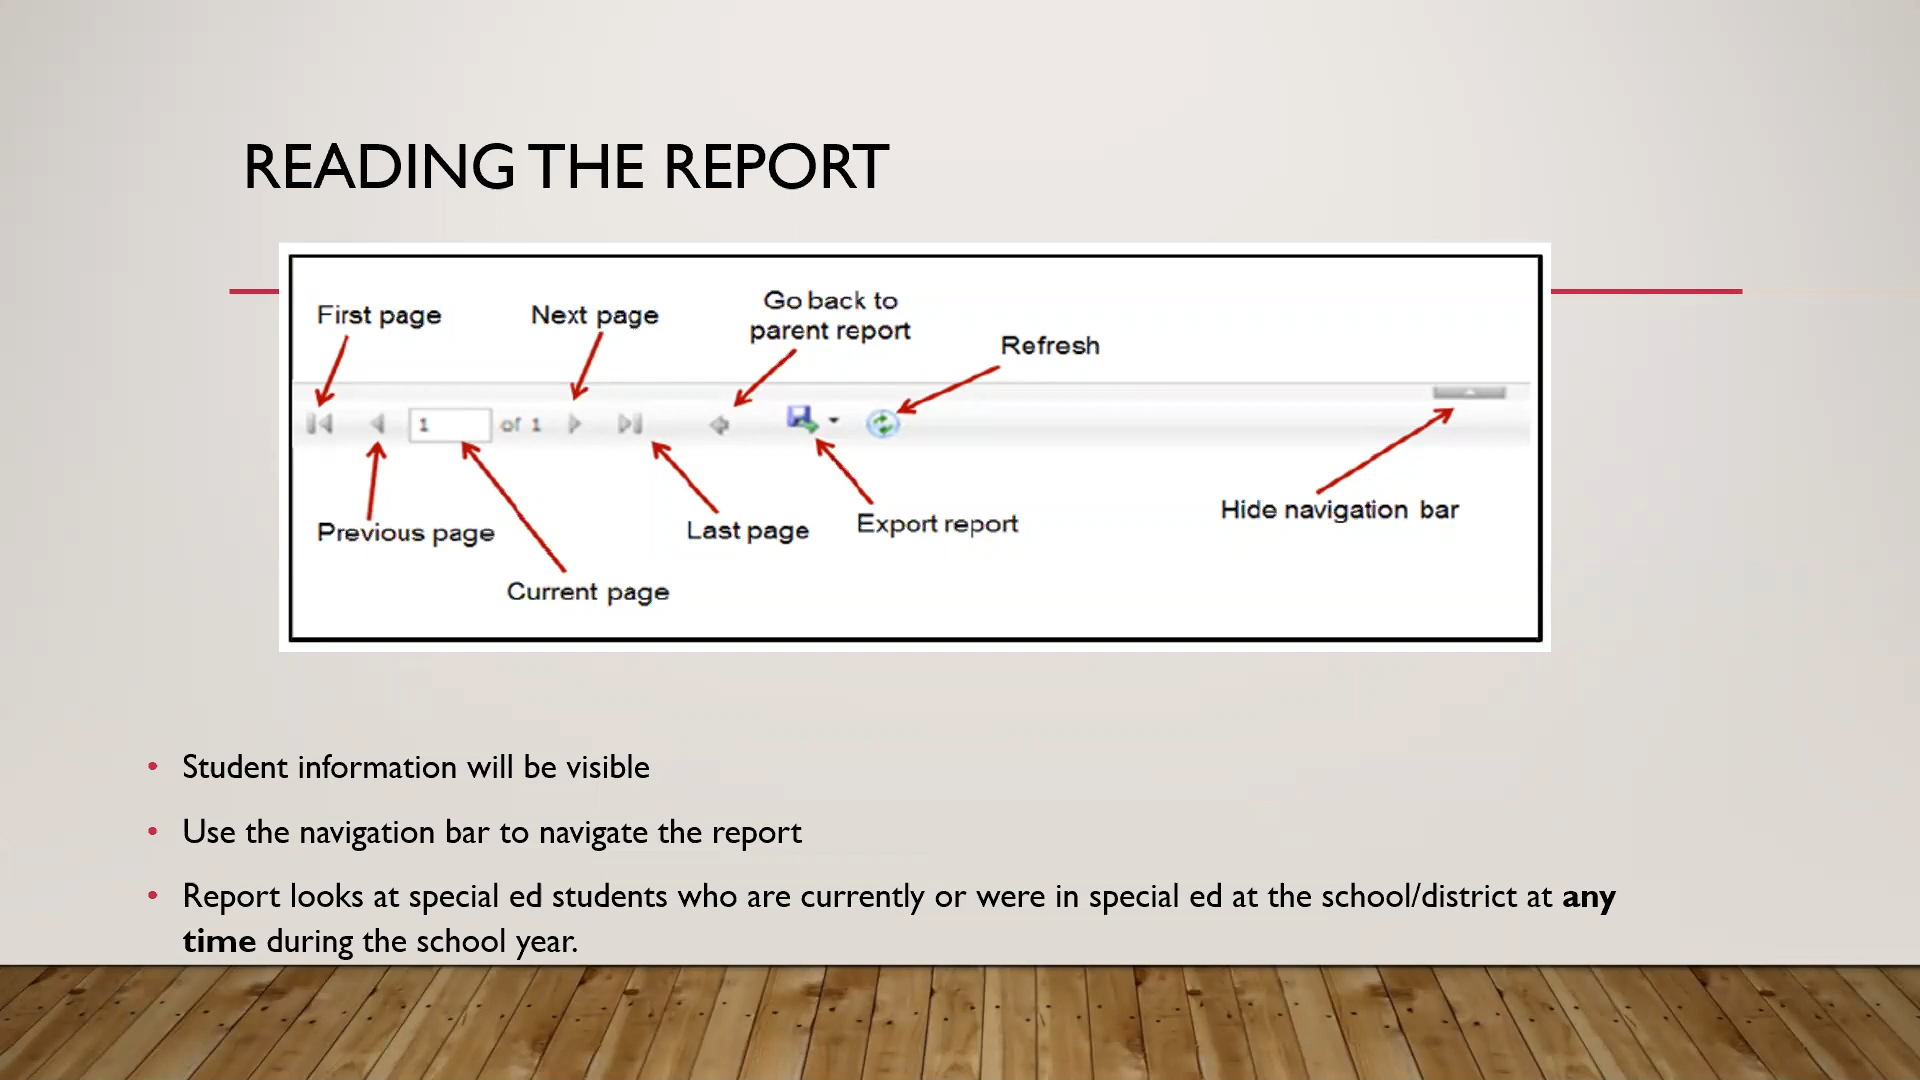 READING THE REPORT
First page
Next page
Go back to
parent report
Refresh
1 of 1
Previous page
Current page
Last page
Export report
Hide navigation bar
• Student information will be visible
• Use the navigation bar to navigate the report
• Report looks at special ed students who are currently or were in special ed at the school/district at any
time during the school year.